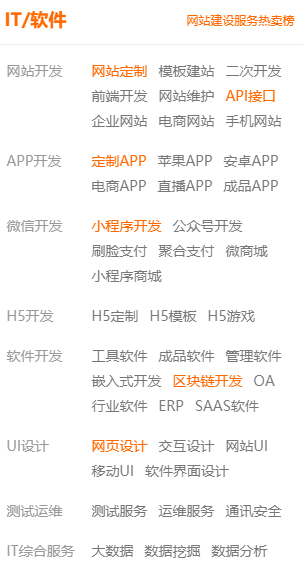 IT/软件 网站建设服务热卖榜
网站开发 网站定制 模板建站 二次开发
前端开发 网站维护 API接口
企业网站 电商网站 手机网站
APP开发 定制APP 苹果APP 安卓APP
电商APP 直播APP 成品APP
微信开发 小程序开发 公众号开发
刷脸支付 聚合支付 微商城
小程序商城
H5开发 H5定制 H5模板 H5游戏
软件开发 工具软件 成品软件 管理软件
嵌入式开发 区块链开发 OA
行业软件 ERP SAAS软件
UI设计 网页设计 交互设计 网站UI
移动UI 软件界面设计
测试运维 测试服务 运维服务 通讯安全
IT综合服务 大数据 数据挖掘 数据分析